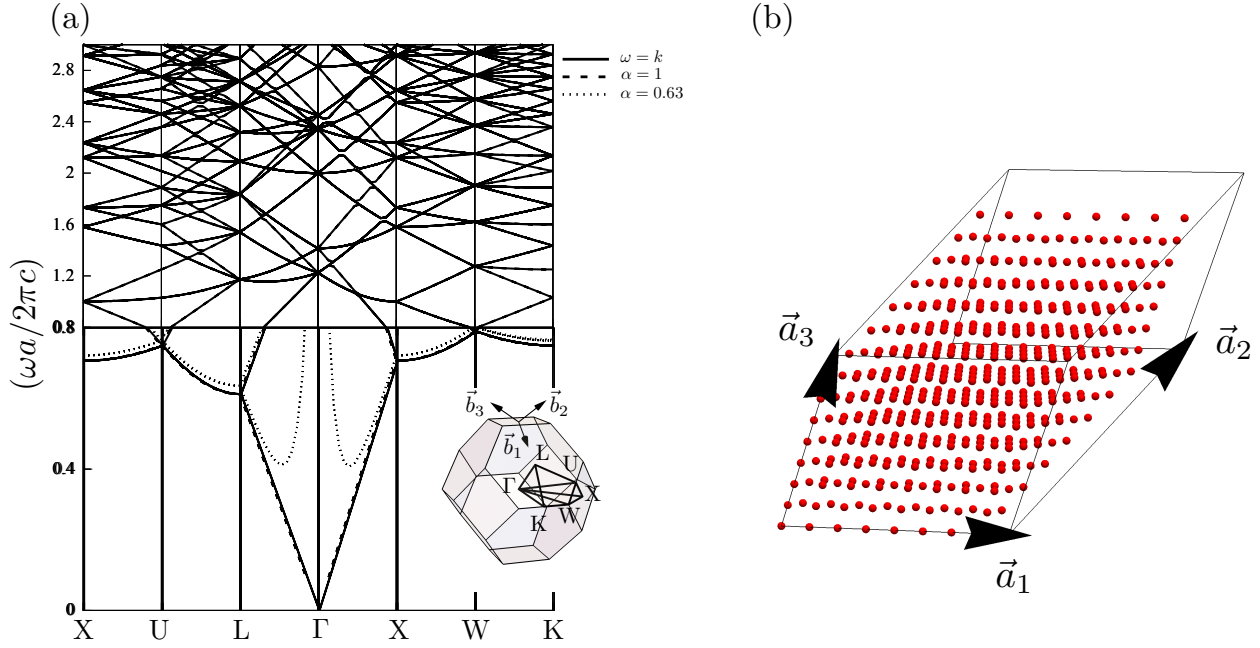 (a)
(b)
(ωa/2πc)
2.8
2.4
2
1.6
1.2
0.8
0.4
0
X U L Γ X W K
ω = k
α = 1
α = 0.63
b⃗3 b⃗2
b⃗1
L
U
Γ
X
K W
a⃗3
a⃗2
a⃗1